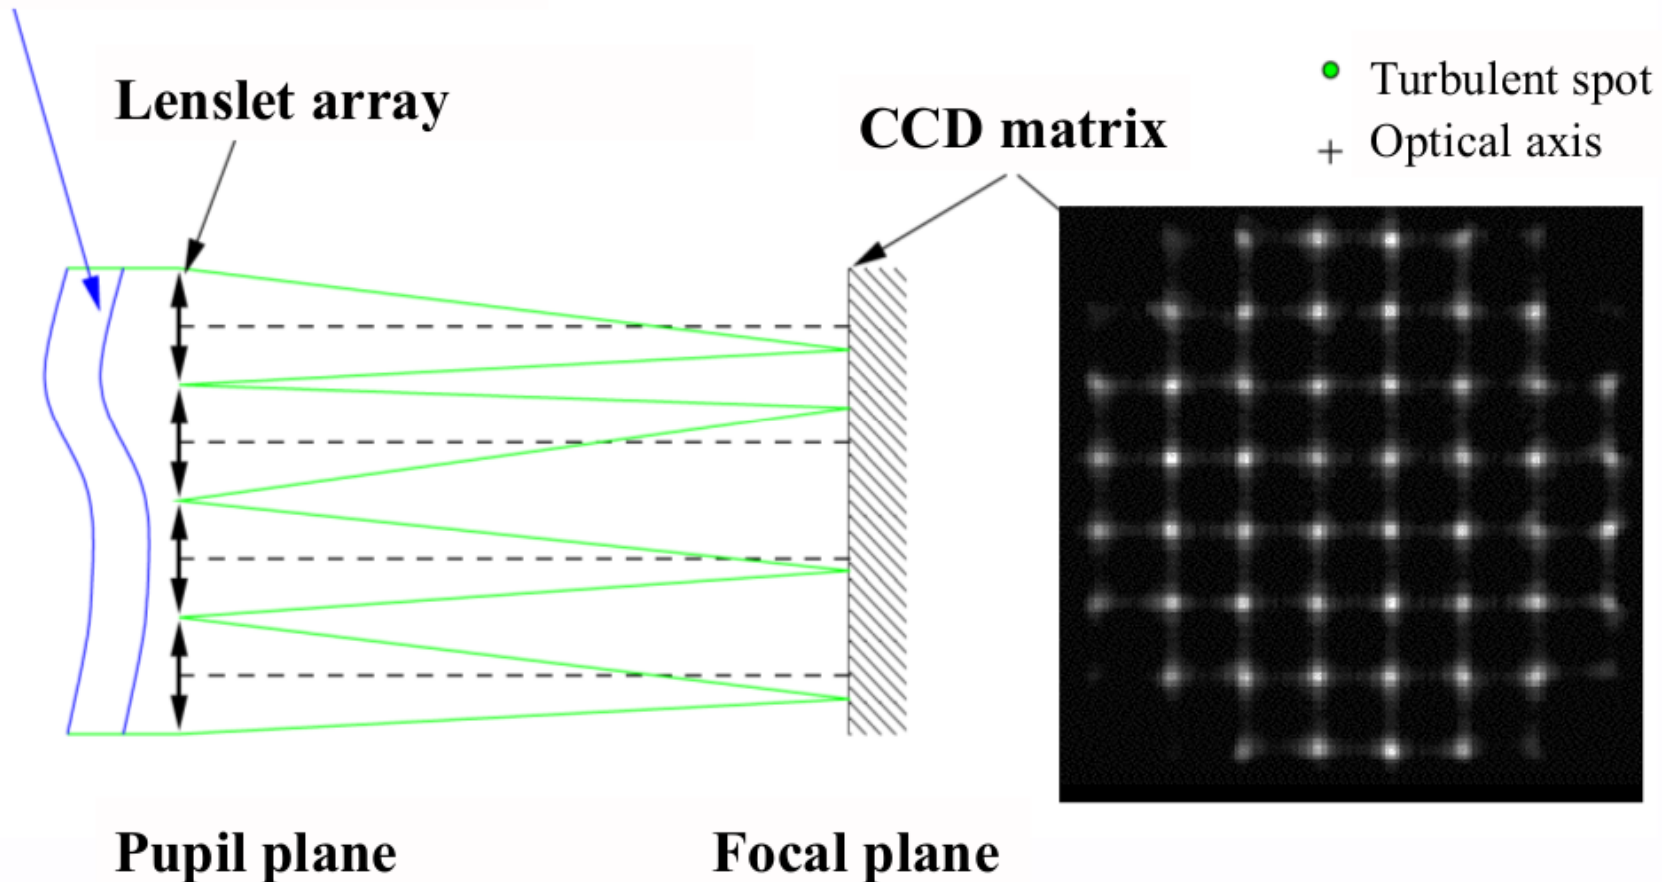 Lenslet array
CCD matrix
Turbulent spot
Optical axis
Pupil plane
Focal plane